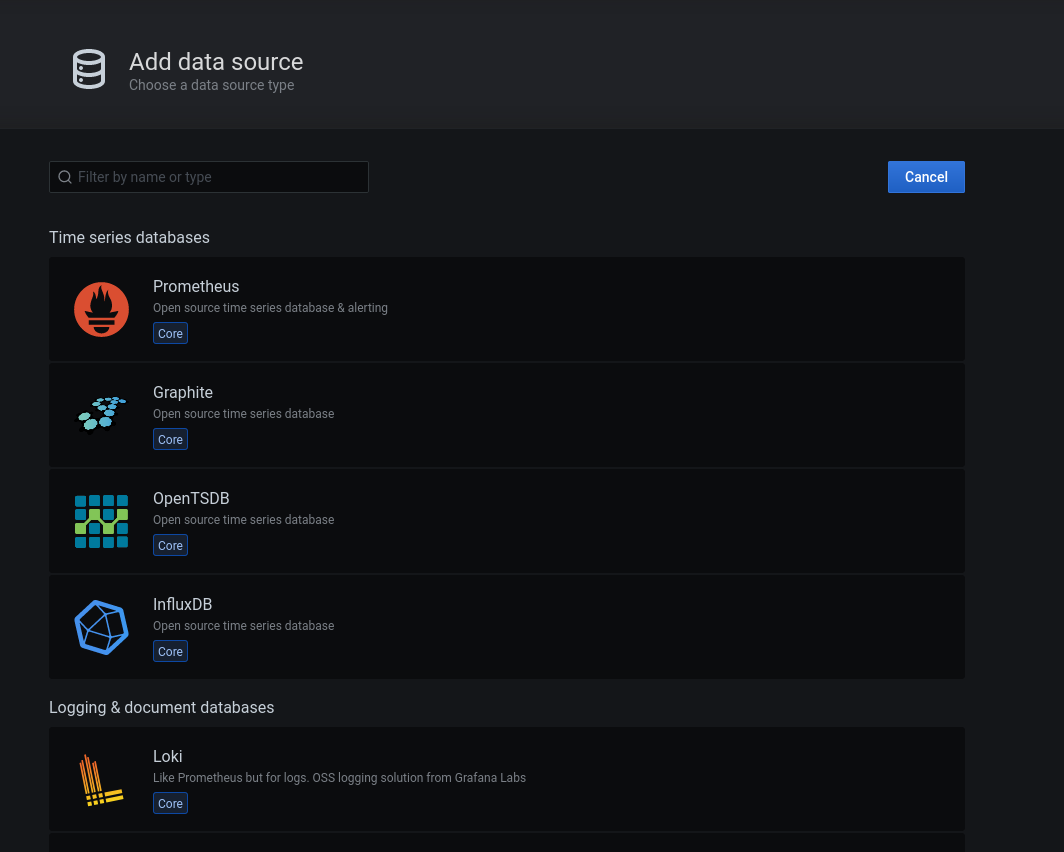 Add data source
Choose a data source type
Filter by name or type
Cancel
Time series databases
Prometheus
Open source time series database & alerting
Core
Graphite
Open source time series database
Core
OpenTSDB
Open source time series database
Core
InfluxDB
Open source time series database
Core
Logging & document databases
Loki
Like Prometheus but for logs. OSS logging solution from Grafana Labs
Core